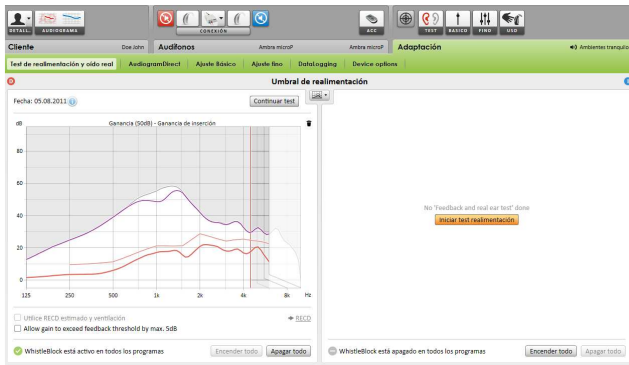 DETALL.
AUDIOGRAMA
CONEXIÓN
ACC
TEST
BASICO
FINO
USO
Cliente
Doe John
Audífonos
Ambra microP
Ambra microP
Adaptación
Ambientes tranquilo
Test de realimentación y oído real
AudiogramDirect
Ajuste Básico
Ajuste fino
DataLogging
Device options
Umbral de realimentación
Fecha: 05.08.2011
Continuar test
dB
Ganancia (50dB) - Ganancia de inserción
80
60
40
20
0
125 250 500 1k 2k 4k 8k Hz
Utilice RECD estimado y ventilación
RECD
Allow gain to exceed feedback threshold by max. 5dB
WhistleBlock está activo en todos los programas
Encender todo
Apagar todo
No 'Feedback and real ear test' done
Iniciar test realimentación
WhistleBlock está apagado en todos los programas
Encender todo
Apagar todo